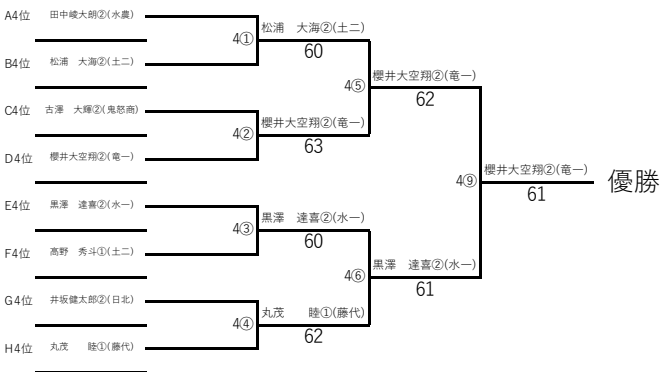 A4位 田中崚大朗②(水農)
4① 松浦 大海②(土二)
60
B4位 松浦 大海②(土二)
4⑤ 櫻井大空翔②(竜一)
62
C4位 古澤 大輝②(鬼怒商)
4② 櫻井大空翔②(竜一)
63
D4位 櫻井大空翔②(竜一)
4⑨ 櫻井大空翔②(竜一) 優勝
61
E4位 黒澤 達喜②(水一)
4③ 黒澤 達喜②(水一)
60
F4位 高野 秀斗①(土二)
4⑥ 黒澤 達喜②(水一)
61
G4位 井坂健太郎②(日北)
4④ 丸茂 睦①(藤代)
62
H4位 丸茂 睦①(藤代)